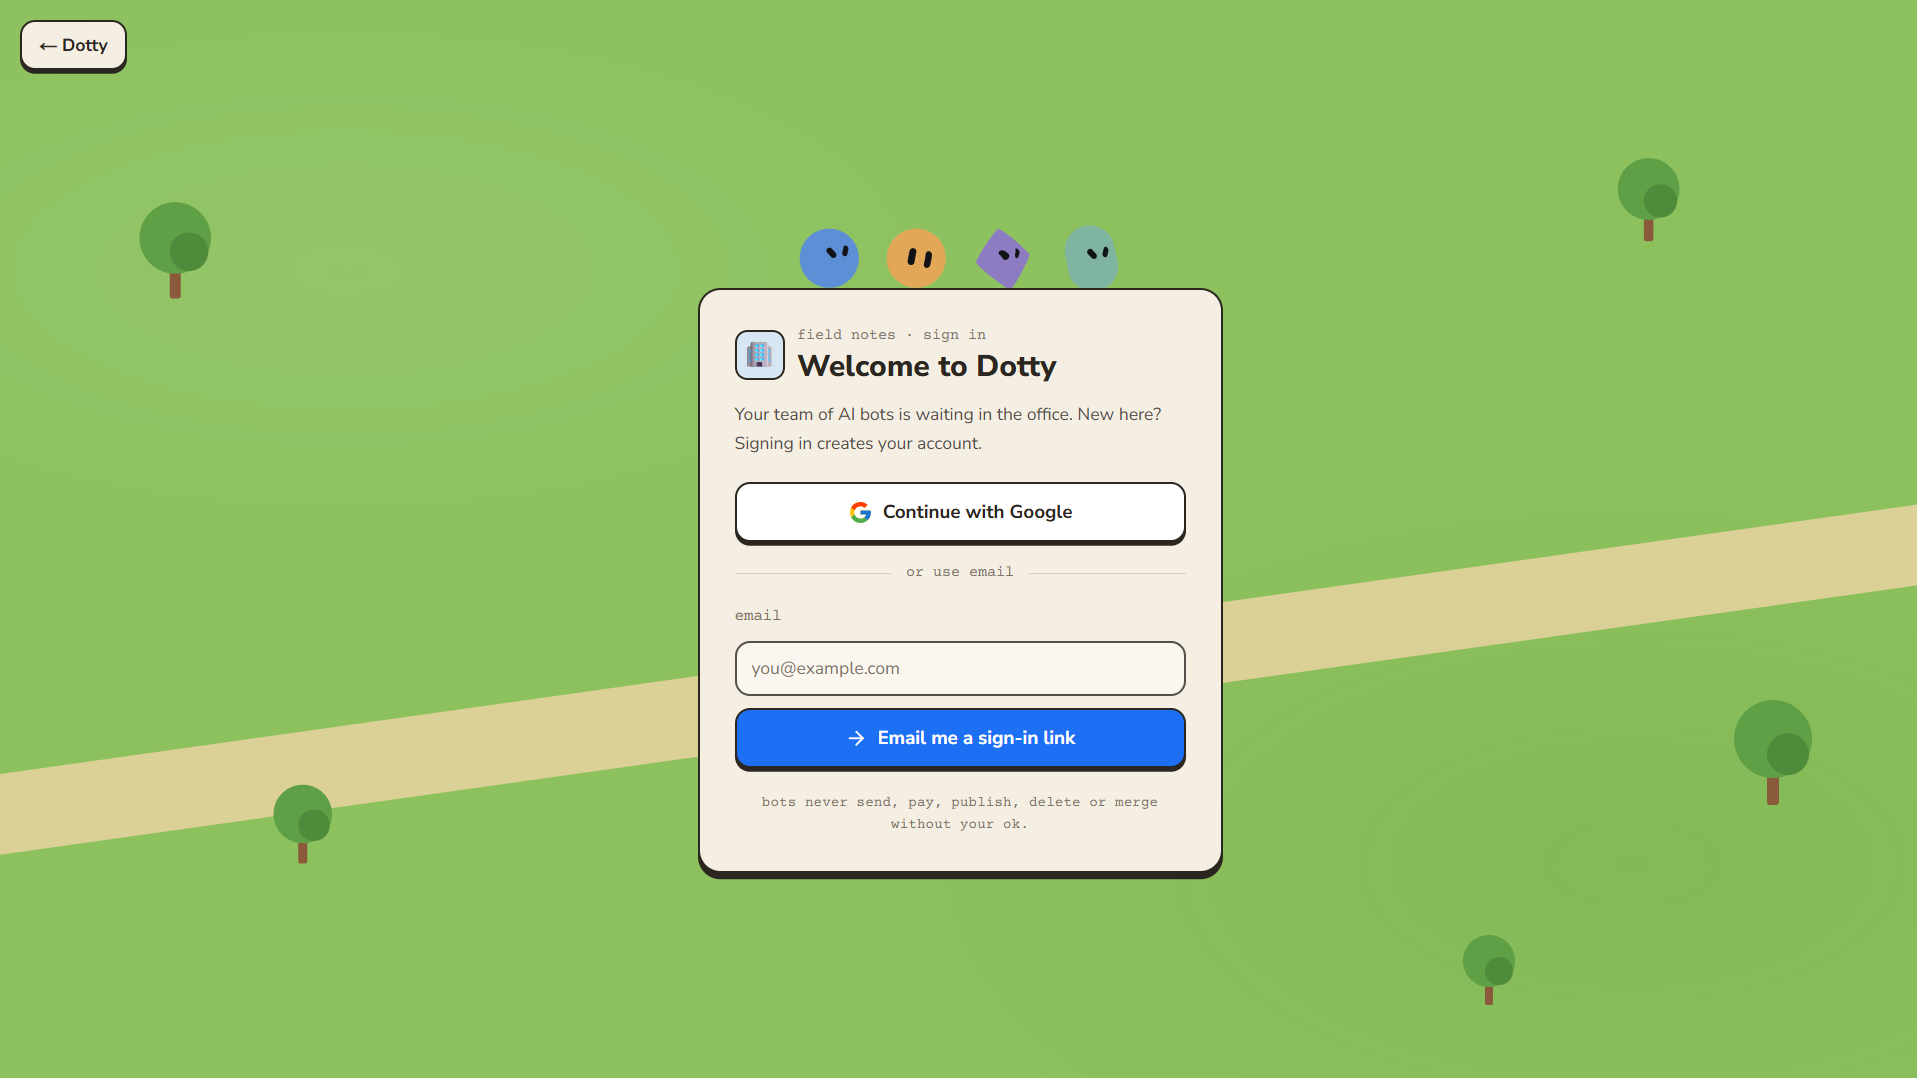 ← Dotty
field notes · sign in
Welcome to Dotty
Your team of AI bots is waiting in the office. New here?
Signing in creates your account.
Continue with Google
or use email
email
you@example.com
→ Email me a sign-in link
bots never send, pay, publish, delete or merge
without your ok.